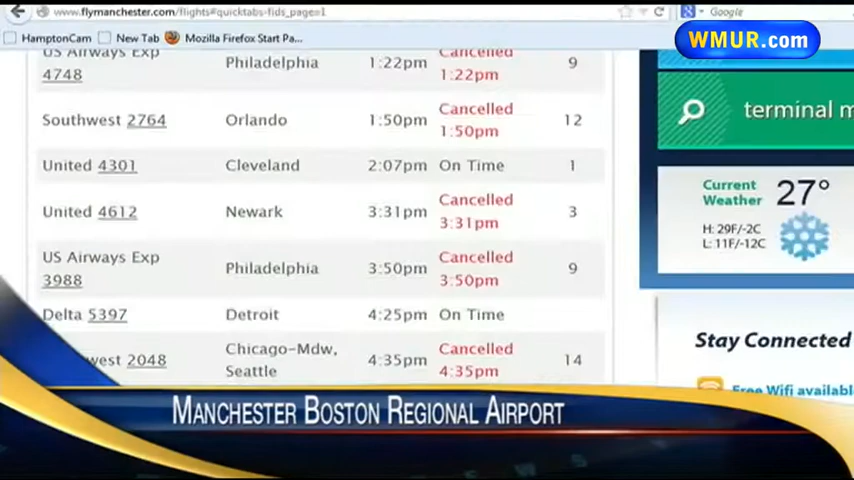 www.flymanchester.com/flights#quicktabs-fids_page=1
Google
HamptonCam
New Tab
Mozilla Firefox Start Pa...
WMUR.com
US Airways Exp 4748 Philadelphia 1:22pm Cancelled 1:22pm 9
Southwest 2764 Orlando 1:50pm Cancelled 1:50pm 12
United 4301 Cleveland 2:07pm On Time 1
United 4612 Newark 3:31pm Cancelled 3:31pm 3
US Airways Exp 3988 Philadelphia 3:50pm Cancelled 3:50pm 9
Delta 5397 Detroit 4:25pm On Time
west 2048 Chicago-Mdw, Seattle 4:35pm Cancelled 4:35pm 14
terminal m
Current Weather 27°
H: 29F/-2C
L: 11F/-12C
Stay Connected
Free Wifi available
MANCHESTER BOSTON REGIONAL AIRPORT